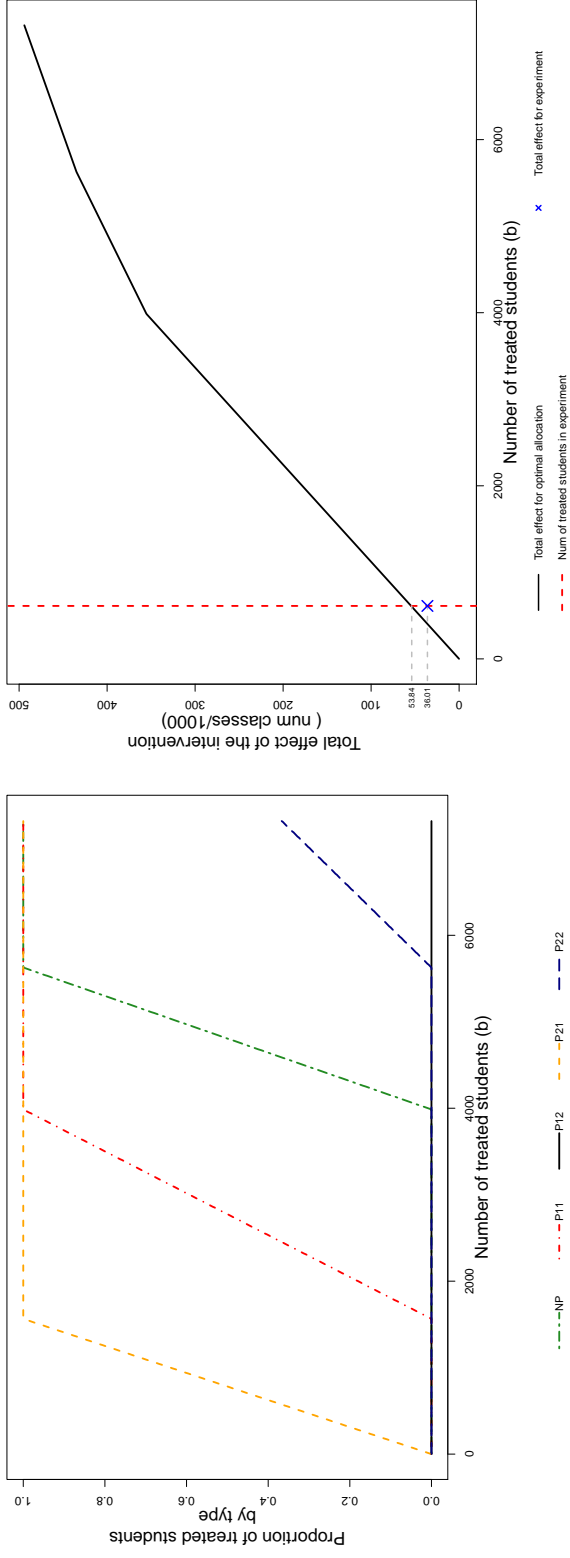 Proportion of treated students
by type
1.0
0.8
0.6
0.4
0.2
0.0
0
2000
4000
6000
Number of treated students (b)
NP
P11
P12
P21
P22
Total effect of the intervention
( num classes/1000)
500
400
300
200
100
0
53.84
36.01
0
2000
4000
6000
Number of treated students (b)
Total effect for optimal allocation
Num of treated students in experiment
Total effect for experiment